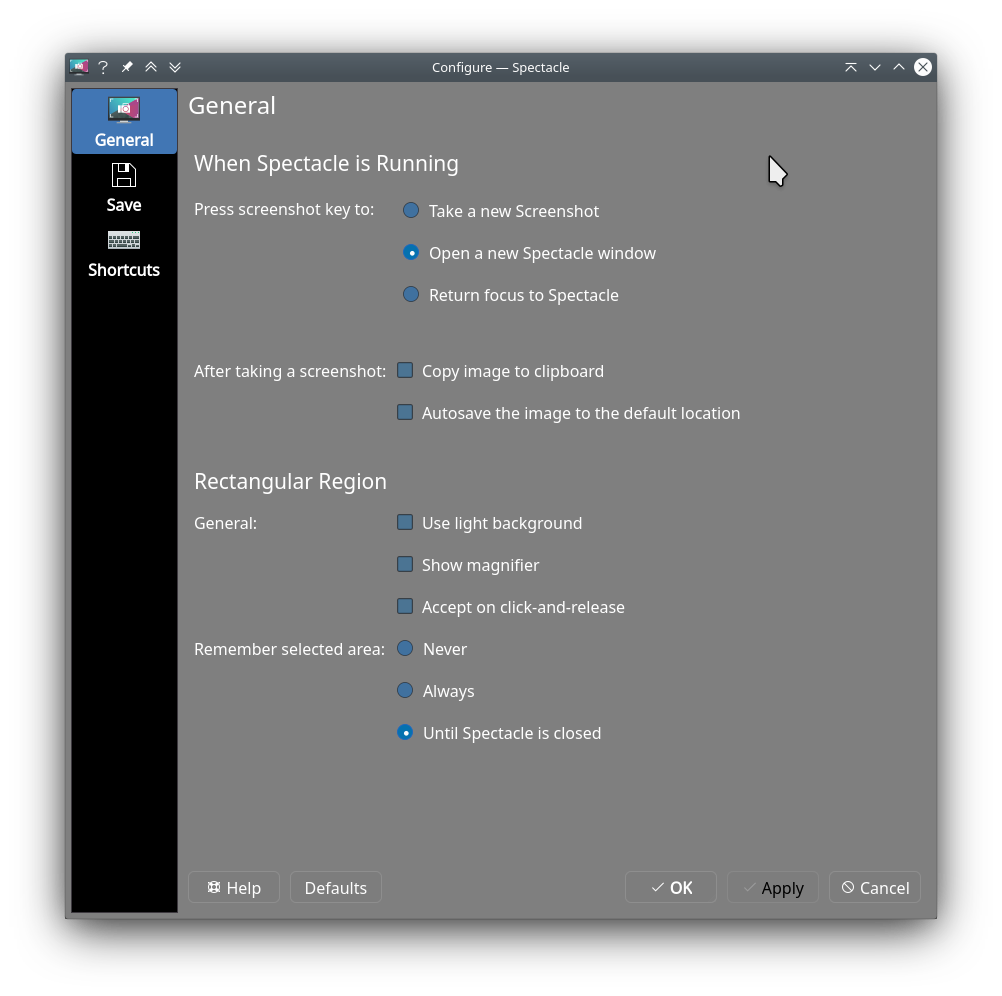 Configure — Spectacle
General
Save
Shortcuts
General
When Spectacle is Running
Press screenshot key to:
Take a new Screenshot
Open a new Spectacle window
Return focus to Spectacle
After taking a screenshot:
Copy image to clipboard
Autosave the image to the default location
Rectangular Region
General:
Use light background
Show magnifier
Accept on click-and-release
Remember selected area:
Never
Always
Until Spectacle is closed
Help
Defaults
OK
Apply
Cancel